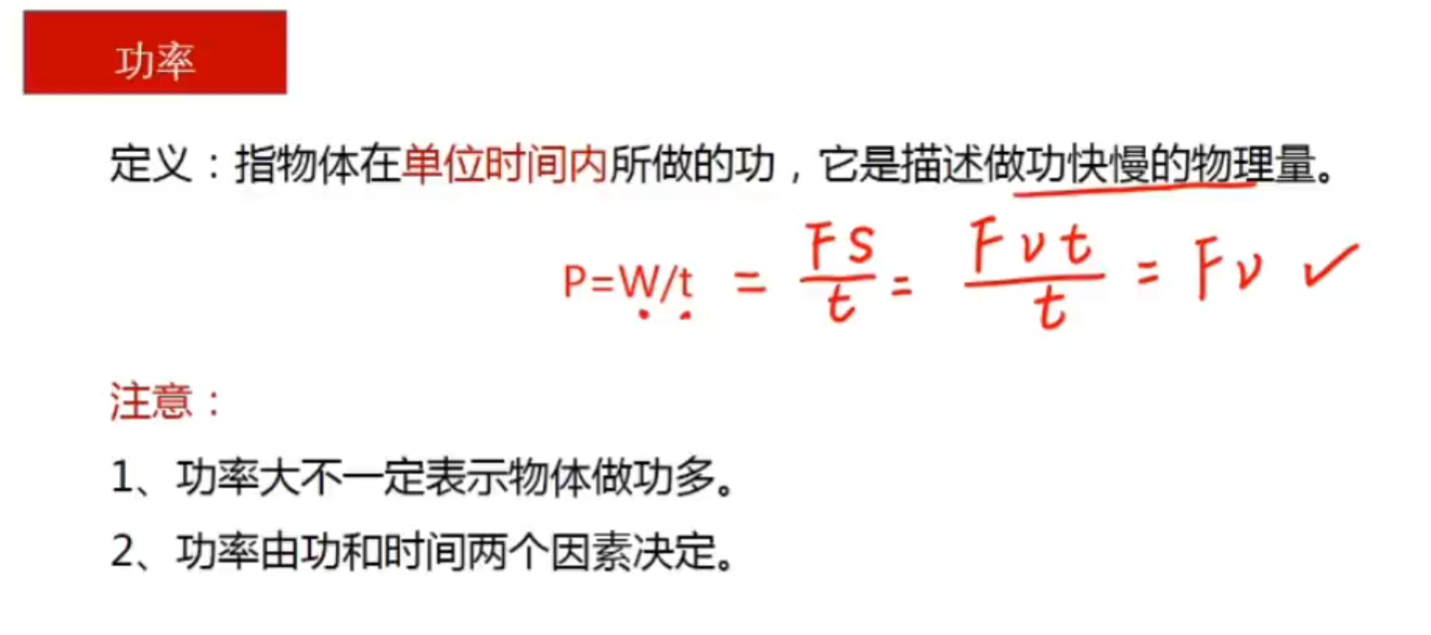 功率
定义：指物体在单位时间内所做的功，它是描述做功快慢的物理量。
P=W/t = Fs/t = Fvt/t = Fv ✓
注意：
1、功率大不一定表示物体做功多。
2、功率由功和时间两个因素决定。